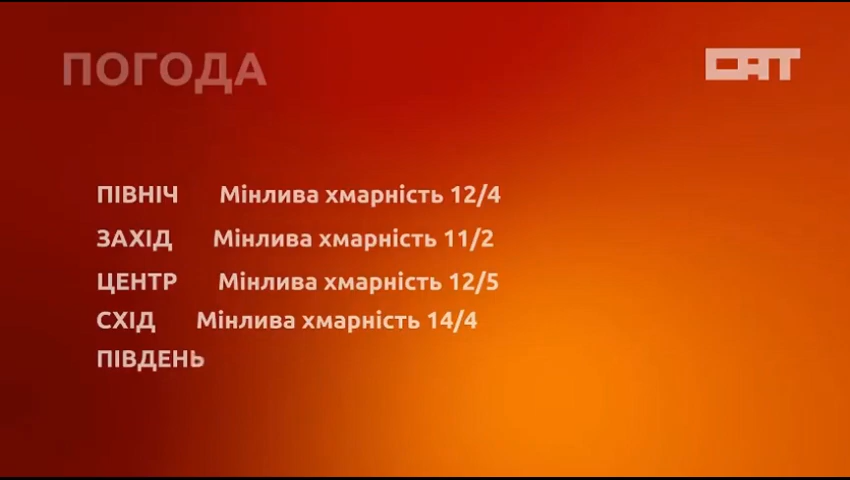 ПОГОДА
САТ
ПІВНІЧ Мінлива хмарність 12/4
ЗАХІД Мінлива хмарність 11/2
ЦЕНТР Мінлива хмарність 12/5
СХІД Мінлива хмарність 14/4
ПІВДЕНЬ